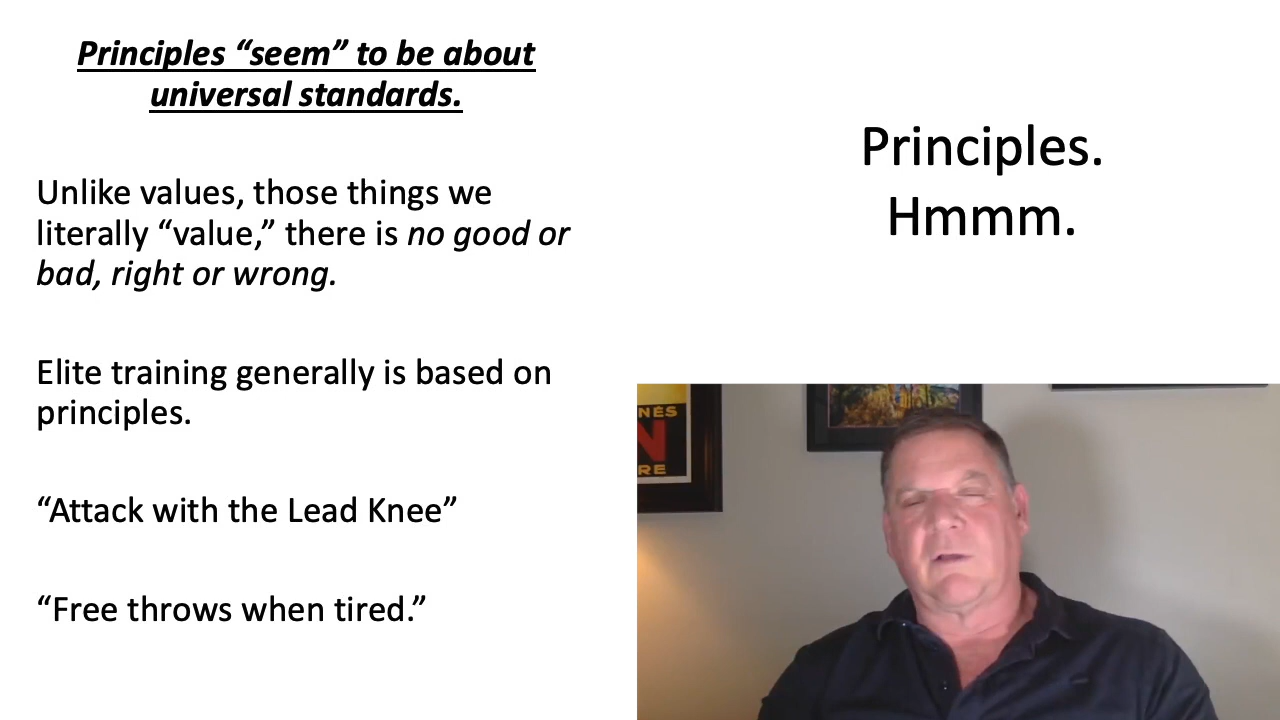 Principles “seem” to be about
universal standards.
Unlike values, those things we
literally “value,” there is no good or
bad, right or wrong.
Elite training generally is based on
principles.
“Attack with the Lead Knee”
“Free throws when tired.”
Principles.
Hmmm.
NÉS
N
RE